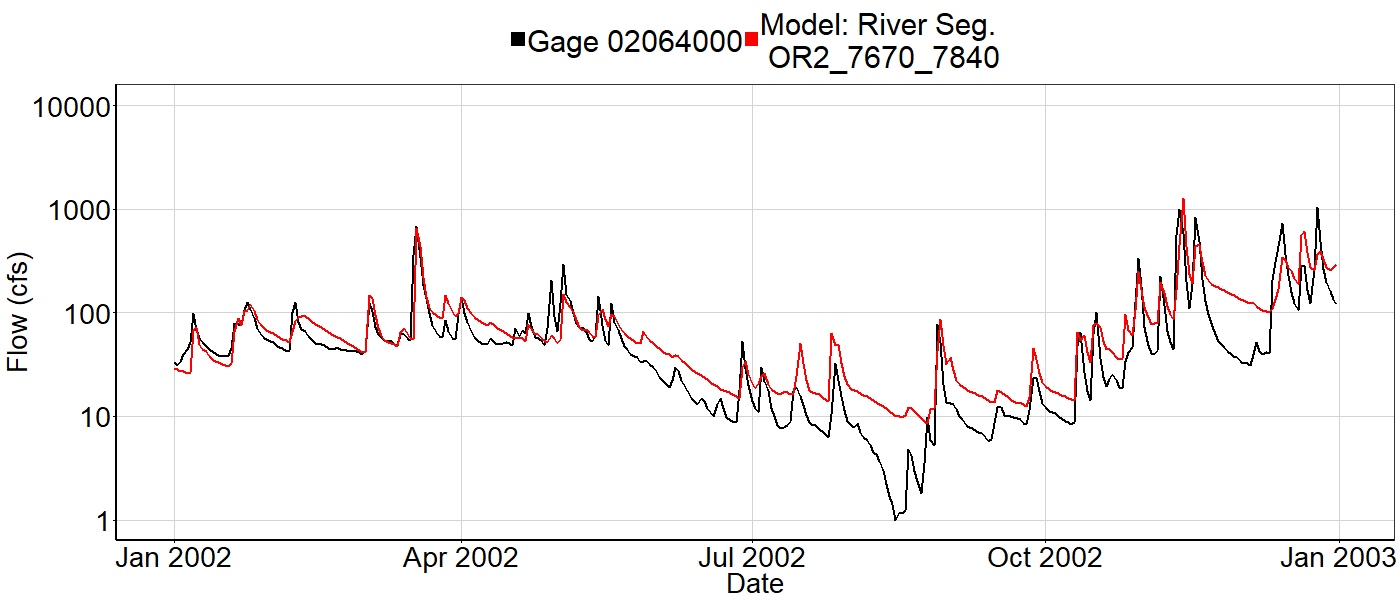 Gage 02064000
Model: River Seg.
OR2_7670_7840
10000
1000
100
10
1
Flow (cfs)
Jan 2002
Apr 2002
Jul 2002
Oct 2002
Jan 2003
Date